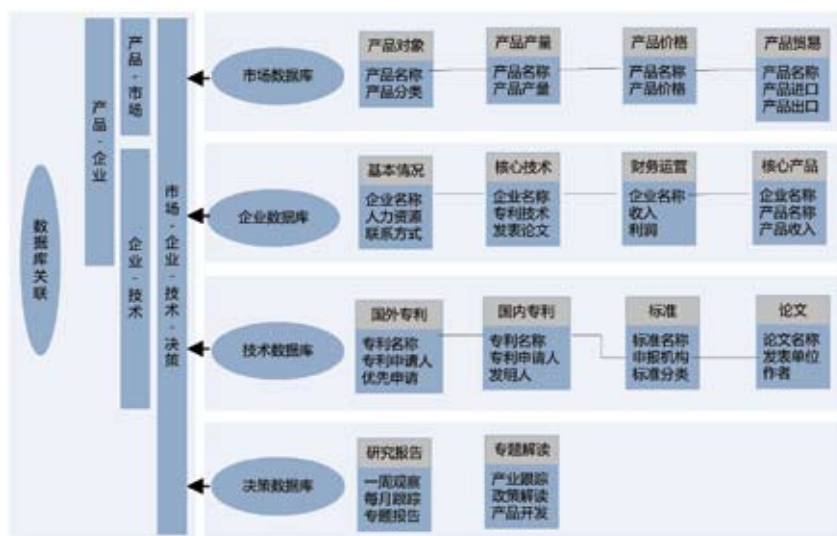 数据库关联
产品-企业
产品-市场
企业-技术
市场-企业-技术-决策
市场数据库
产品对象
产品名称
产品分类
产品产量
产品名称
产品产量
产品价格
产品名称
产品价格
产品贸易
产品名称
产品进口
产品出口
企业数据库
基本情况
企业名称
人力资源
联系方式
核心技术
企业名称
专利技术
发表论文
财务运营
企业名称
收入
利润
核心产品
企业名称
产品名称
产品收入
技术数据库
国外专利
专利名称
专利申请人
优先申请
国内专利
专利名称
专利申请人
发明人
标准
标准名称
申报机构
标准分类
论文
论文名称
发表单位
作者
决策数据库
研究报告
一周观察
每月跟踪
专题报告
专题解读
产业跟踪
政策解读
产品开发